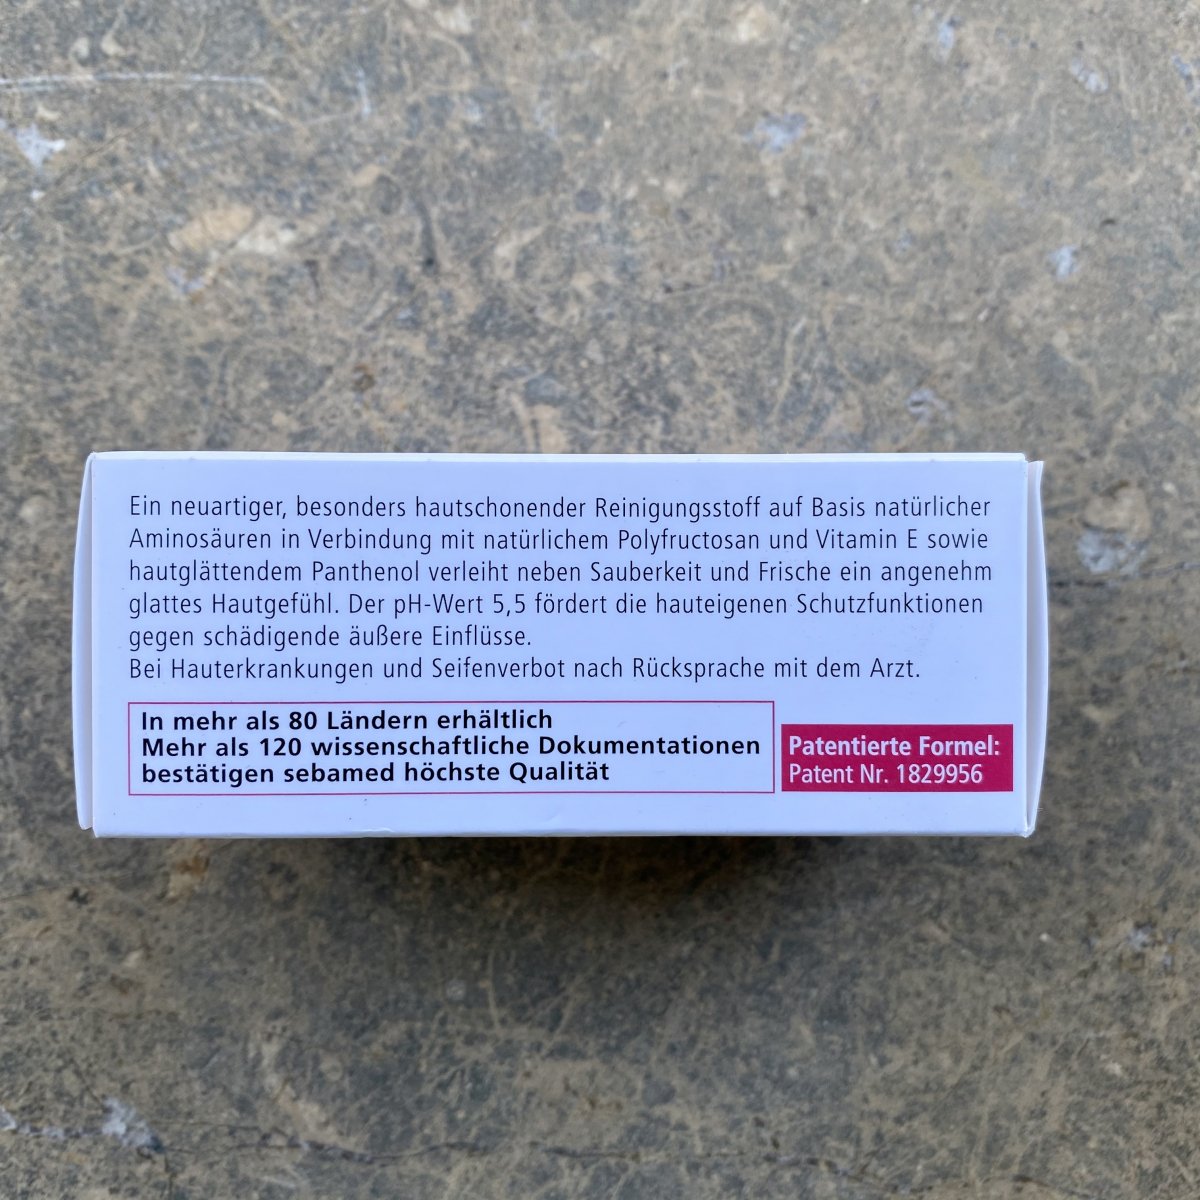 Ein neuartiger, besonders hautschonender Reinigungsstoff auf Basis natürlicher
Aminosäuren in Verbindung mit natürlichem Polyfructosan und Vitamin E sowie
hautglättendem Panthenol verleiht neben Sauberkeit und Frische ein angenehm
glattes Hautgefühl. Der pH-Wert 5,5 fördert die hauteigenen Schutzfunktionen
gegen schädigende äußere Einflüsse.
Bei Hauterkrankungen und Seifenverbot nach Rücksprache mit dem Arzt.
In mehr als 80 Ländern erhältlich
Mehr als 120 wissenschaftliche Dokumentationen
bestätigen sebamed höchste Qualität
Patentierte Formel:
Patent Nr. 1829956